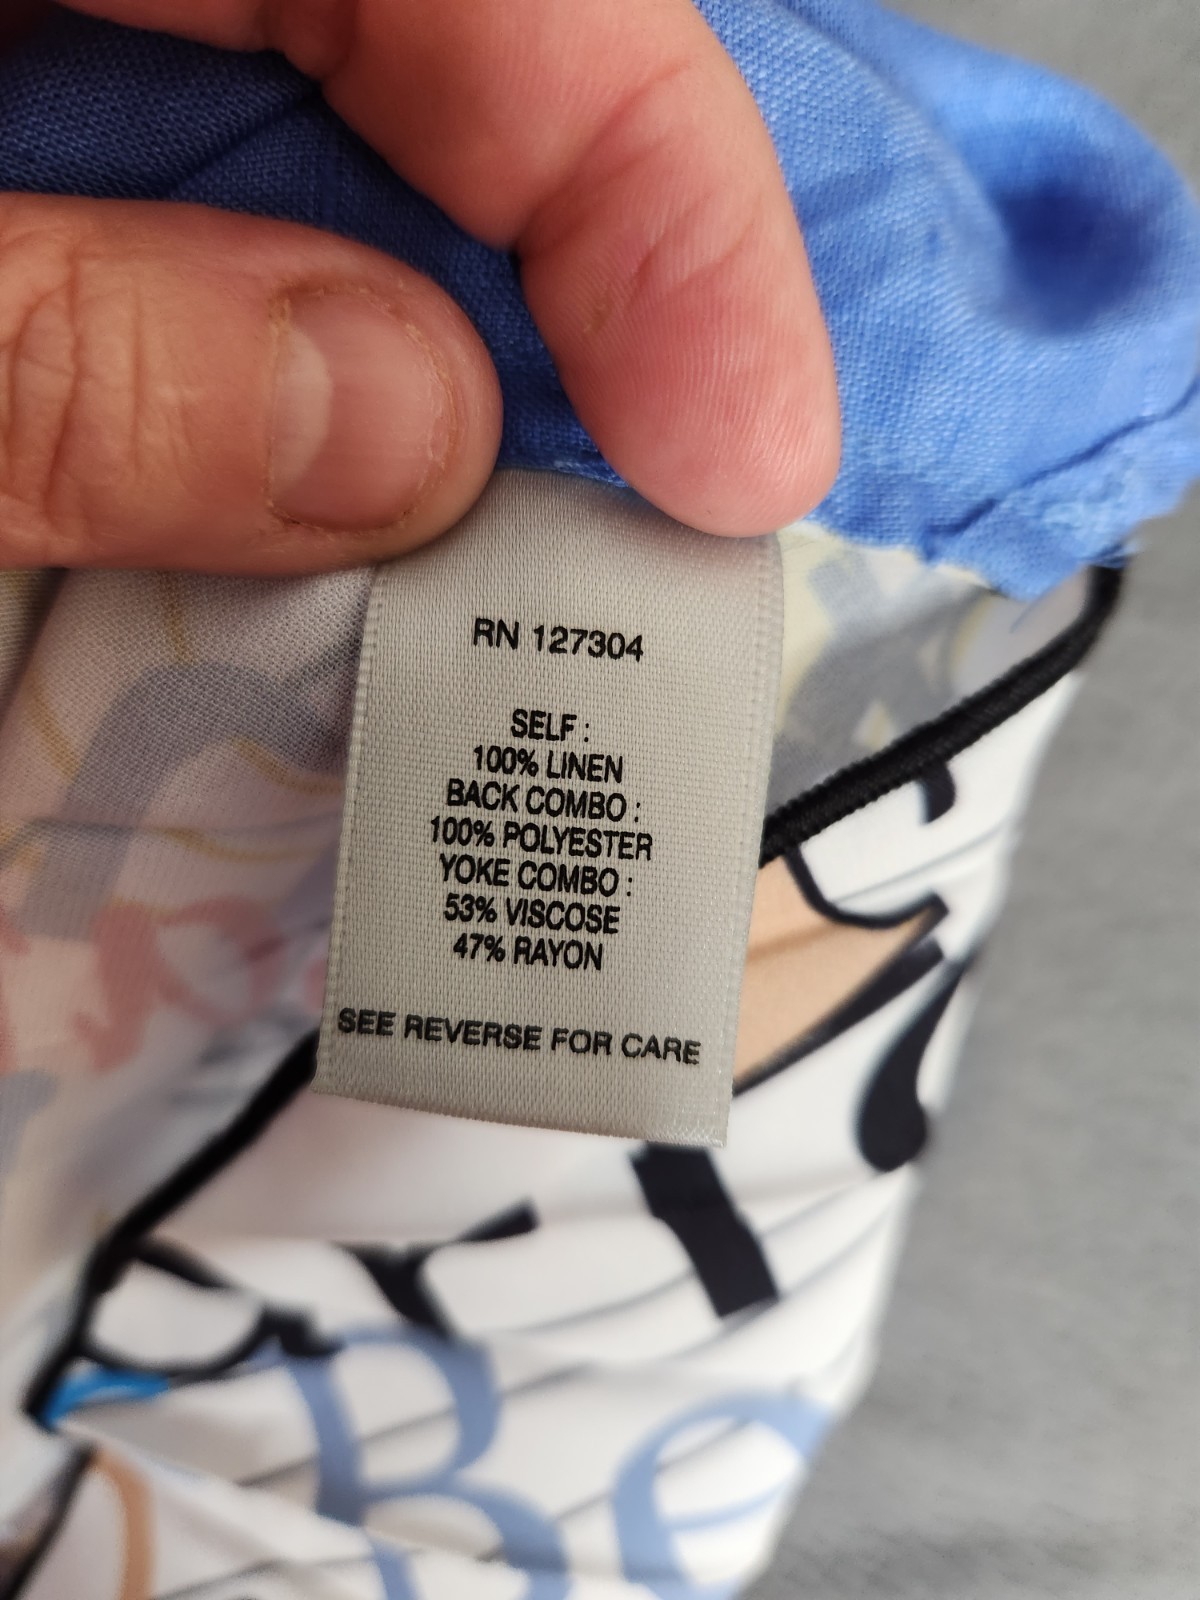 RN 127304
SELF :
100% LINEN
BACK COMBO :
100% POLYESTER
YOKE COMBO :
53% VISCOSE
47% RAYON
SEE REVERSE FOR CARE
Be